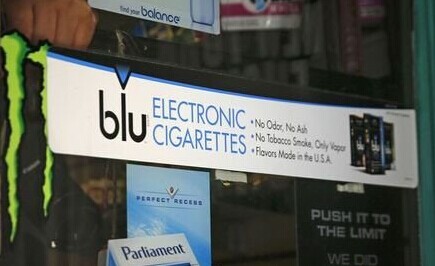 blu
find your balance
blu
ELECTRONIC
CIGARETTES
• No Odor, No Ash
• No Tobacco Smoke, Only Vapor
• Flavors Made in the U.S.A.
PERFECT RECESS
Parliament
PUSH IT TO
THE LIMIT
WE DID